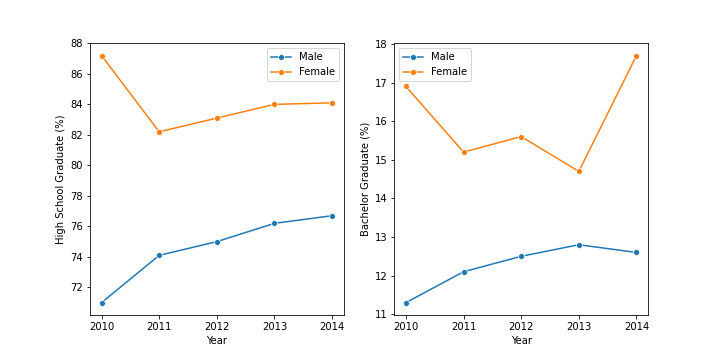 88
86
84
82
80
78
76
74
72
High School Graduate (%)
2010 2011 2012 2013 2014
Year
Male
Female
18
17
16
15
14
13
12
11
Bachelor Graduate (%)
2010 2011 2012 2013 2014
Year
Male
Female